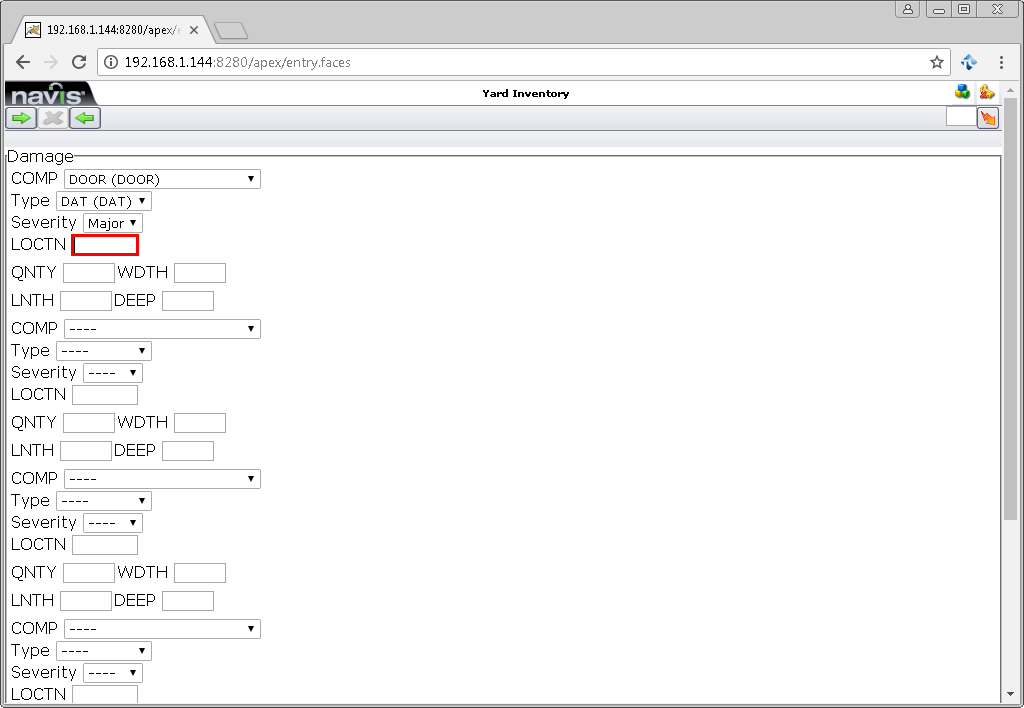 192.168.1.144:8280/apex/e
192.168.1.144:8280/apex/entry.faces
navis
Yard Inventory
Damage
COMP DOOR (DOOR)
Type DAT (DAT)
Severity Major
LOCTN
QNTY WDTH
LNTH DEEP
COMP ----
Type ----
Severity ----
LOCTN
QNTY WDTH
LNTH DEEP
COMP ----
Type ----
Severity ----
LOCTN
QNTY WDTH
LNTH DEEP
COMP ----
Type ----
Severity ----
LOCTN